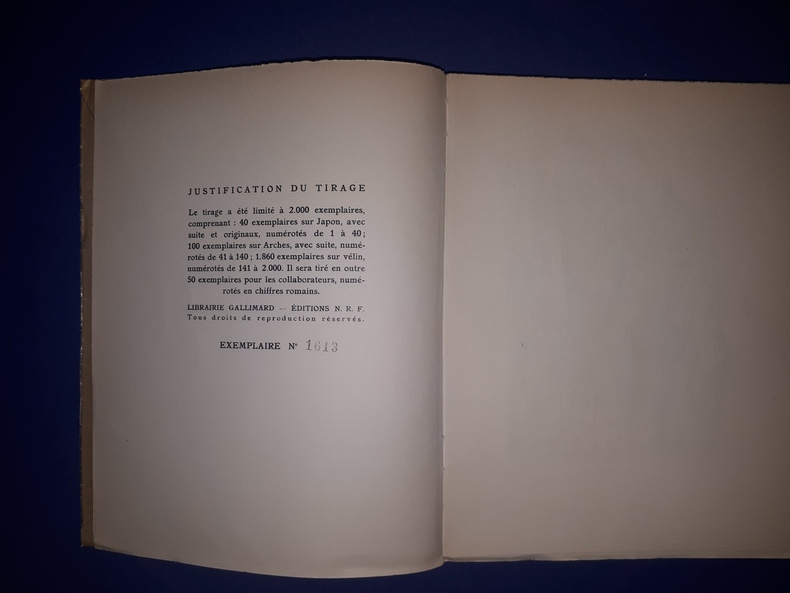 JUSTIFICATION DU TIRAGE
Le tirage a été limité à 2.000 exemplaires,
comprenant : 40 exemplaires sur Japon, avec
suite et originaux, numérotés de 1 à 40 ;
100 exemplaires sur Arches, avec suite, numé-
rotés de 41 à 140 ; 1.860 exemplaires sur vélin,
numérotés de 141 à 2.000. Il sera tiré en outre
50 exemplaires pour les collaborateurs, numé-
rotés en chiffres romains.
LIBRAIRIE GALLIMARD — ÉDITIONS N. R. F.
Tous droits de reproduction réservés.
EXEMPLAIRE N° 1613